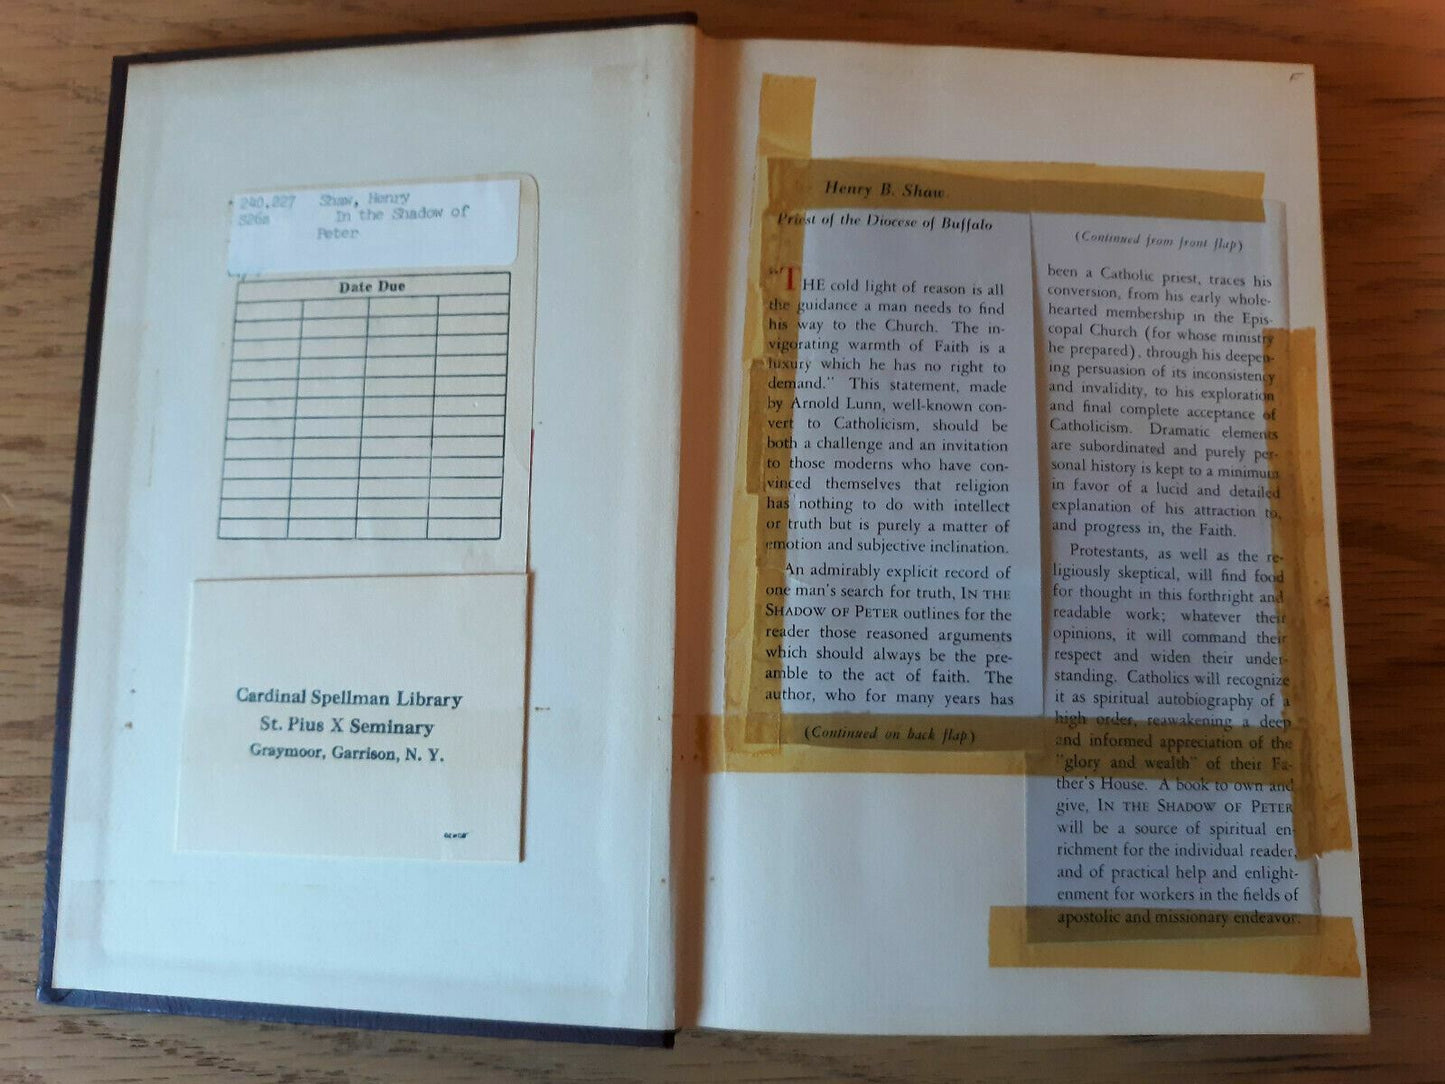 240.227 Shaw, Henry
S26s In the Shadow of
Peter
Date Due
Cardinal Spellman Library
St. Pius X Seminary
Graymoor, Garrison, N. Y.
Henry B. Shaw
Priest of the Diocese of Buffalo
"THE cold light of reason is all
the guidance a man needs to find
his way to the Church. The in-
vigorating warmth of Faith is a
luxury which he has no right to
demand." This statement, made
by Arnold Lunn, well-known con-
vert to Catholicism, should be
both a challenge and an invitation
to those moderns who have con-
vinced themselves that religion
has nothing to do with intellect
or truth but is purely a matter of
emotion and subjective inclination.
An admirably explicit record of
one man's search for truth, IN THE
SHADOW OF PETER outlines for the
reader those reasoned arguments
which should always be the pre-
amble to the act of faith. The
author, who for many years has
(Continued on back flap)
(Continued from front flap)
been a Catholic priest, traces his
conversion, from his early whole-
hearted membership in the Epis-
copal Church (for whose ministry
he prepared), through his deepen-
ing persuasion of its inconsistency
and invalidity, to his exploration
and final complete acceptance of
Catholicism. Dramatic elements
are subordinated and purely per-
sonal history is kept to a minimum
in favor of a lucid and detailed
explanation of his attraction to,
and progress in, the Faith.
Protestants, as well as the re-
ligiously skeptical, will find food
for thought in this forthright and
readable work; whatever their
opinions, it will command their
respect and widen their under-
standing. Catholics will recognize
it as spiritual autobiography of a
high order, reawakening a deep
and informed appreciation of the
"glory and wealth" of their Fa-
ther's House. A book to own and
give, IN THE SHADOW OF PETER
will be a source of spiritual en-
richment for the individual reader,
and of practical help and enlight-
enment for workers in the fields of
apostolic and missionary endeavor.